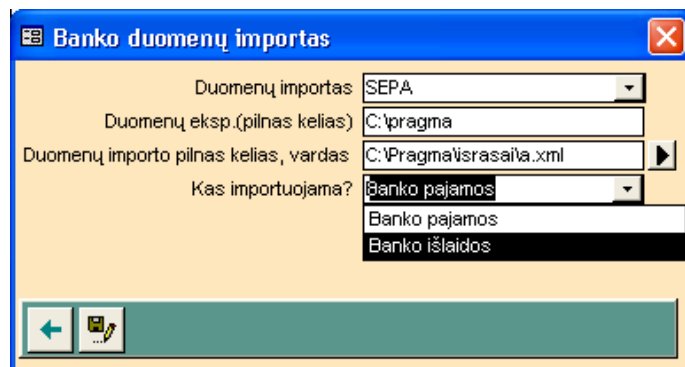 Banko duomenų importas
Duomenų importas SEPA
Duomenų eksp.(pilnas kelias) C:\pragma
Duomenų importo pilnas kelias, vardas C:\Pragma\israsai\a.xml
Kas importuojama? Banko pajamos
Banko pajamos
Banko išlaidos